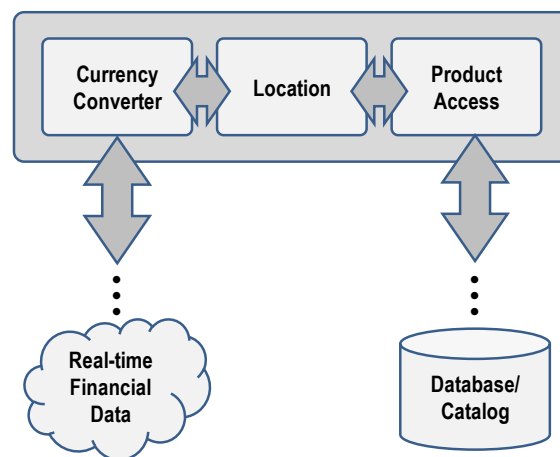 Currency
Converter
Location
Product
Access
Real-time
Financial
Data
Database/
Catalog